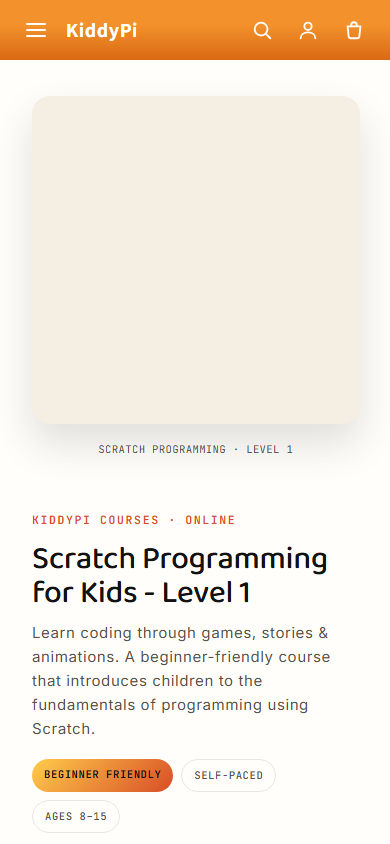 KiddyPi
SCRATCH PROGRAMMING · LEVEL 1
KIDDYPI COURSES · ONLINE
Scratch Programming
for Kids - Level 1
Learn coding through games, stories &
animations. A beginner-friendly course
that introduces children to the
fundamentals of programming using
Scratch.
BEGINNER FRIENDLY
SELF-PACED
AGES 8–15